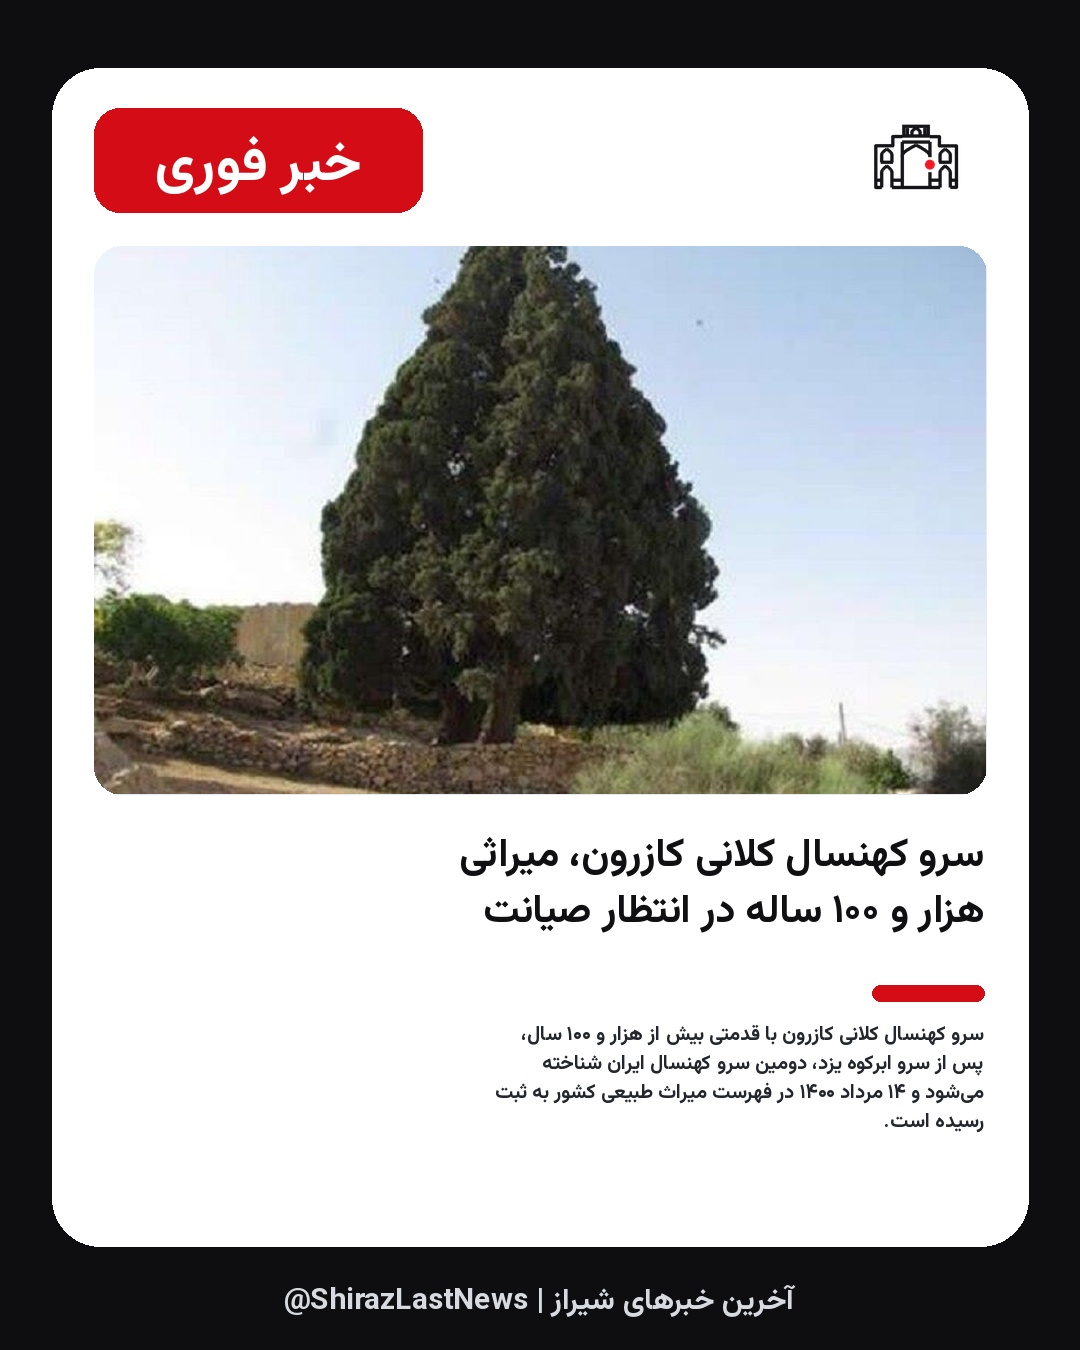 خبر فوری
سرو کهنسال کلانی کازرون، میراثی
هزار و ۱۰۰ ساله در انتظار صیانت
سرو کهنسال کلانی کازرون با قدمتی بیش از هزار و ۱۰۰ سال،
پس از سرو ابرکوه یزد، دومین سرو کهنسال ایران شناخته
می‌شود و ۱۴ مرداد ۱۴۰۰ در فهرست میراث طبیعی کشور به ثبت
رسیده است.
آخرین خبرهای شیراز | @ShirazLastNews